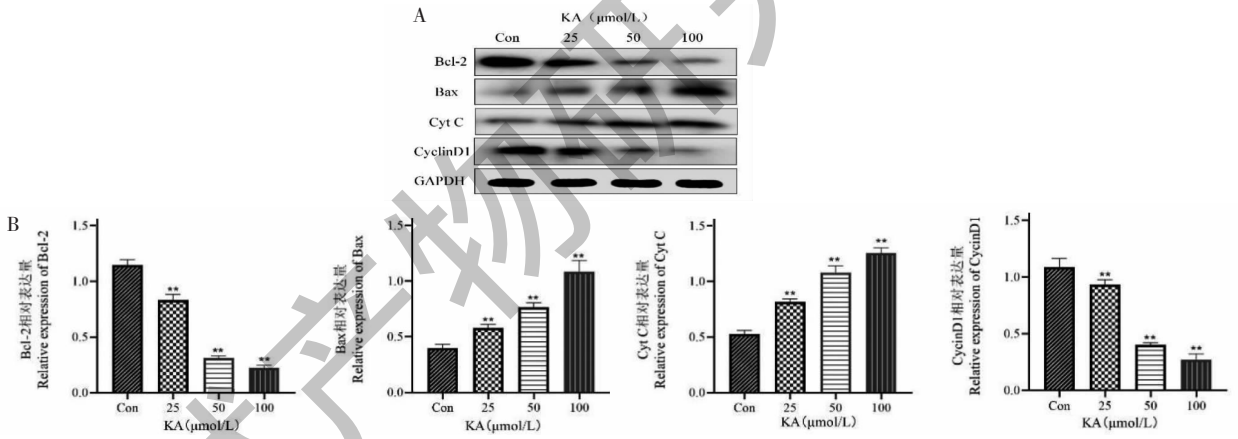 A
KA（μmol/L）
Con 25 50 100
Bcl-2
Bax
Cyt C
CyclinD1
GAPDH
B
Bcl-2相对表达量
Relative expression of Bcl-2
1.5
1.0
0.5
0.0
** ** **
Con 25 50 100
KA(μmol/L)
Bax相对表达量
Relative expression of Bax
1.5
1.0
0.5
0.0
** ** **
Con 25 50 100
KA(μmol/L)
Cyt C相对表达量
Relative expression of Cyt C
1.5
1.0
0.5
0.0
** ** **
Con 25 50 100
KA(μmol/L)
CycinD1相对表达量
Relative expression of CycinD1
1.5
1.0
0.5
0.0
** ** **
Con 25 50 100
KA(μmol/L)
产物研